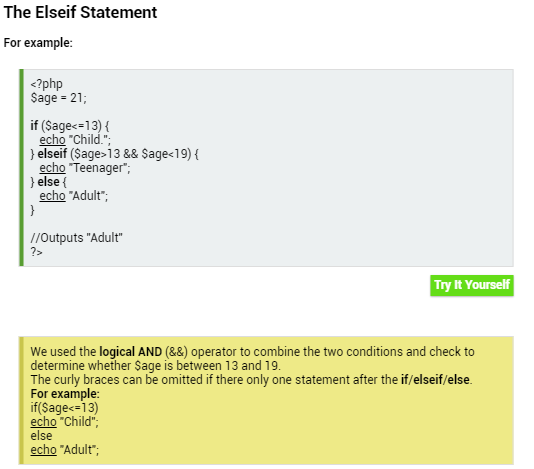 The Elseif Statement
For example:
<?php
$age = 21;
if ($age<=13) {
echo "Child.";
} elseif ($age>13 && $age<19) {
echo "Teenager";
} else {
echo "Adult";
}
//Outputs "Adult"
?>
Try It Yourself
We used the logical AND (&&) operator to combine the two conditions and check to
determine whether $age is between 13 and 19.
The curly braces can be omitted if there only one statement after the if/elseif/else.
For example:
if($age<=13)
echo "Child";
else
echo "Adult";